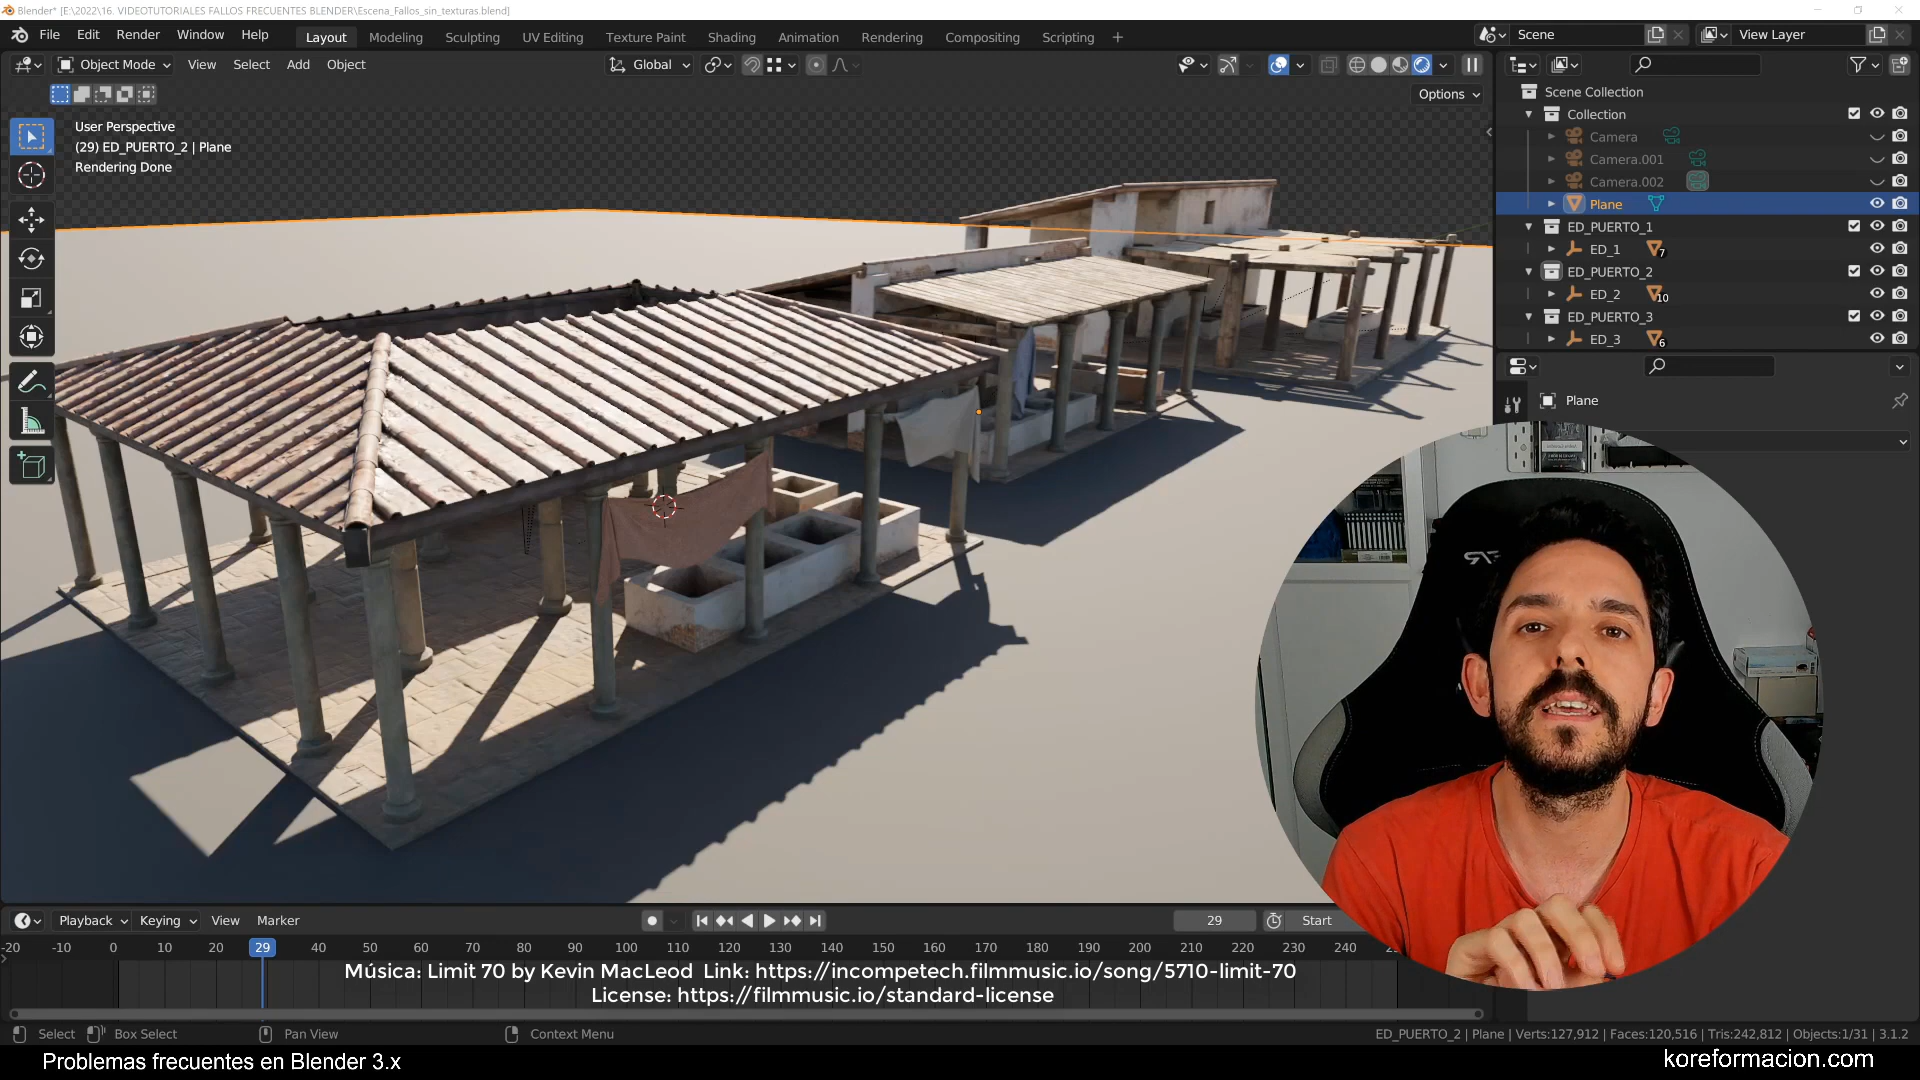 Blender* [E:\2022\16. VIDEOTUTORIALES FALLOS FRECUENTES BLENDER\Escena_Fallos_sin_texturas.blend]
File Edit Render Window Help
Layout Modeling Sculpting UV Editing Texture Paint Shading Animation Rendering Compositing Scripting +
Scene
View Layer
Object Mode View Select Add Object
Global
Options
User Perspective
(29) ED_PUERTO_2 | Plane
Rendering Done
Scene Collection
Collection
Camera
Camera.001
Camera.002
Plane
ED_PUERTO_1
ED_1 7
ED_PUERTO_2
ED_2 10
ED_PUERTO_3
ED_3 6
Plane
Playback Keying View Marker
29 Start
-20 -10 0 10 20 29 40 50 60 70 80 90 100 110 120 130 140 150 160 170 180 190 200 210 220 230 240
Música: Limit 70 by Kevin MacLeod Link: https://incompetech.filmmusic.io/song/5710-limit-70
License: https://filmmusic.io/standard-license
Select Box Select Pan View Context Menu
ED_PUERTO_2 | Plane | Verts:127,912 | Faces:120,516 | Tris:242,812 | Objects:1/31 | 3.1.2
Problemas frecuentes en Blender 3.x
koreformacion.com